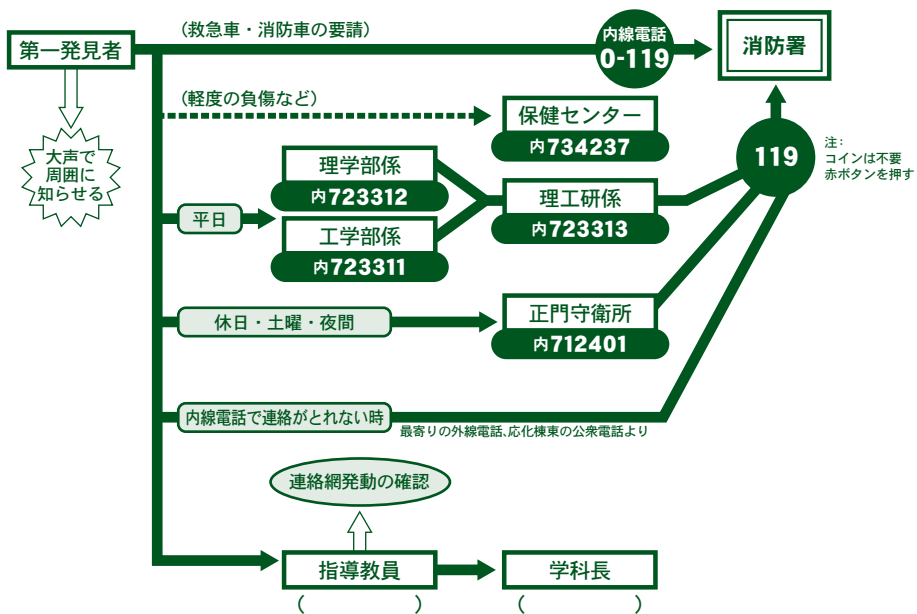 第一発見者
(救急車・消防車の要請)
内線電話
0-119
消防署
大声で
周囲に
知らせる
(軽度の負傷など)
保健センター
内734237
119
注:
コインは不要
赤ボタンを押す
平日
理学部係
内723312
工学部係
内723311
理工研係
内723313
休日・土曜・夜間
正門守衛所
内712401
内線電話で連絡がとれない時
最寄りの外線電話、応化棟東の公衆電話より
連絡網発動の確認
指導教員
( )
学科長
( )